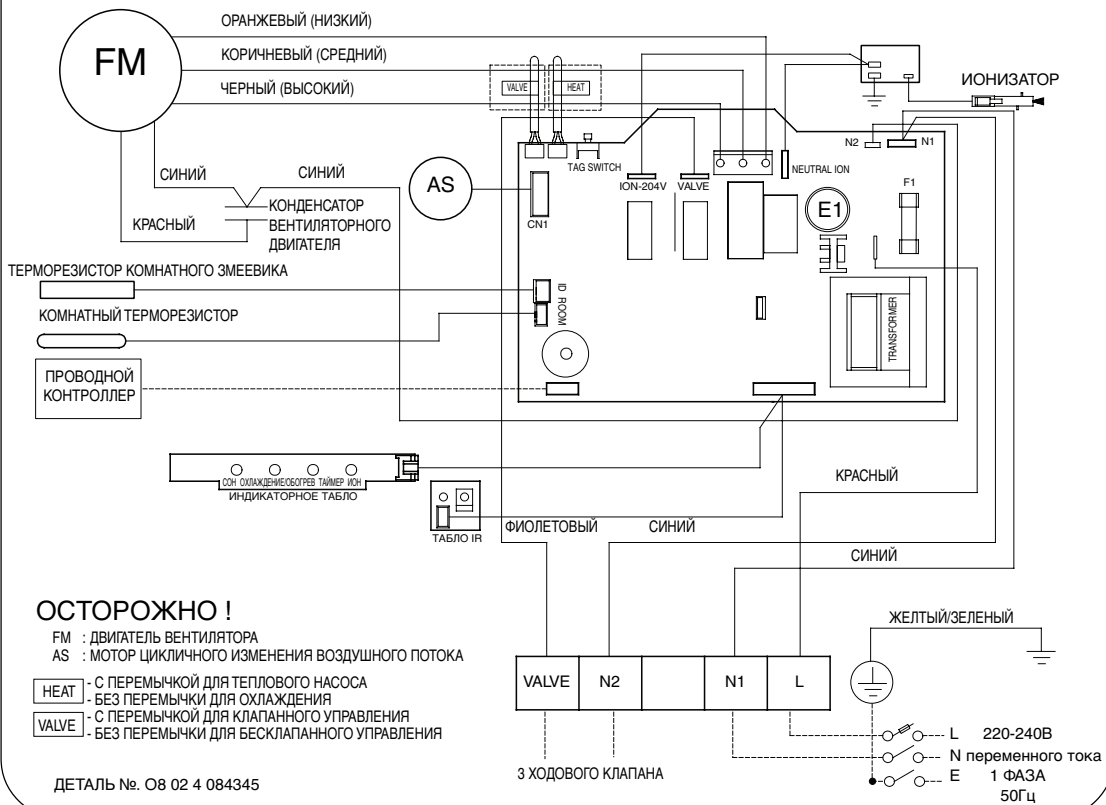 ОРАНЖЕВЫЙ (НИЗКИЙ)
FM
КОРИЧНЕВЫЙ (СРЕДНИЙ)
ЧЕРНЫЙ (ВЫСОКИЙ)
VALVE
HEAT
ИОНИЗАТОР
N2
N1
TAG SWITCH
NEUTRAL ION
СИНИЙ
СИНИЙ
AS
ION-204V
VALVE
F1
E1
CN1
КОНДЕНСАТОР
ВЕНТИЛЯТОРНОГО
ДВИГАТЕЛЯ
КРАСНЫЙ
ТЕРМОРЕЗИСТОР КОМНАТНОГО ЗМЕЕВИКА
ID
ROOM
КОМНАТНЫЙ ТЕРМОРЕЗИСТОР
TRANSFORMER
ПРОВОДНОЙ
КОНТРОЛЛЕР
СОН ОХЛАЖДЕНИЕ/ОБОГРЕВ ТАЙМЕР ИОН
ИНДИКАТОРНОЕ ТАБЛО
ТАБЛО IR
КРАСНЫЙ
ФИОЛЕТОВЫЙ
СИНИЙ
СИНИЙ
ОСТОРОЖНО !
FM : ДВИГАТЕЛЬ ВЕНТИЛЯТОРА
AS : МОТОР ЦИКЛИЧНОГО ИЗМЕНЕНИЯ ВОЗДУШНОГО ПОТОКА
HEAT - С ПЕРЕМЫЧКОЙ ДЛЯ ТЕПЛОВОГО НАСОСА
- БЕЗ ПЕРЕМЫЧКИ ДЛЯ ОХЛАЖДЕНИЯ
VALVE - С ПЕРЕМЫЧКОЙ ДЛЯ КЛАПАННОГО УПРАВЛЕНИЯ
- БЕЗ ПЕРЕМЫЧКИ ДЛЯ БЕСКЛАПАННОГО УПРАВЛЕНИЯ
ЖЕЛТЫЙ/ЗЕЛЕНЫЙ
VALVE N2 N1 L
3 ХОДОВОГО КЛАПАНА
L 220-240В
N переменного тока
E 1 ФАЗА
50Гц
ДЕТАЛЬ №. O8 02 4 084345